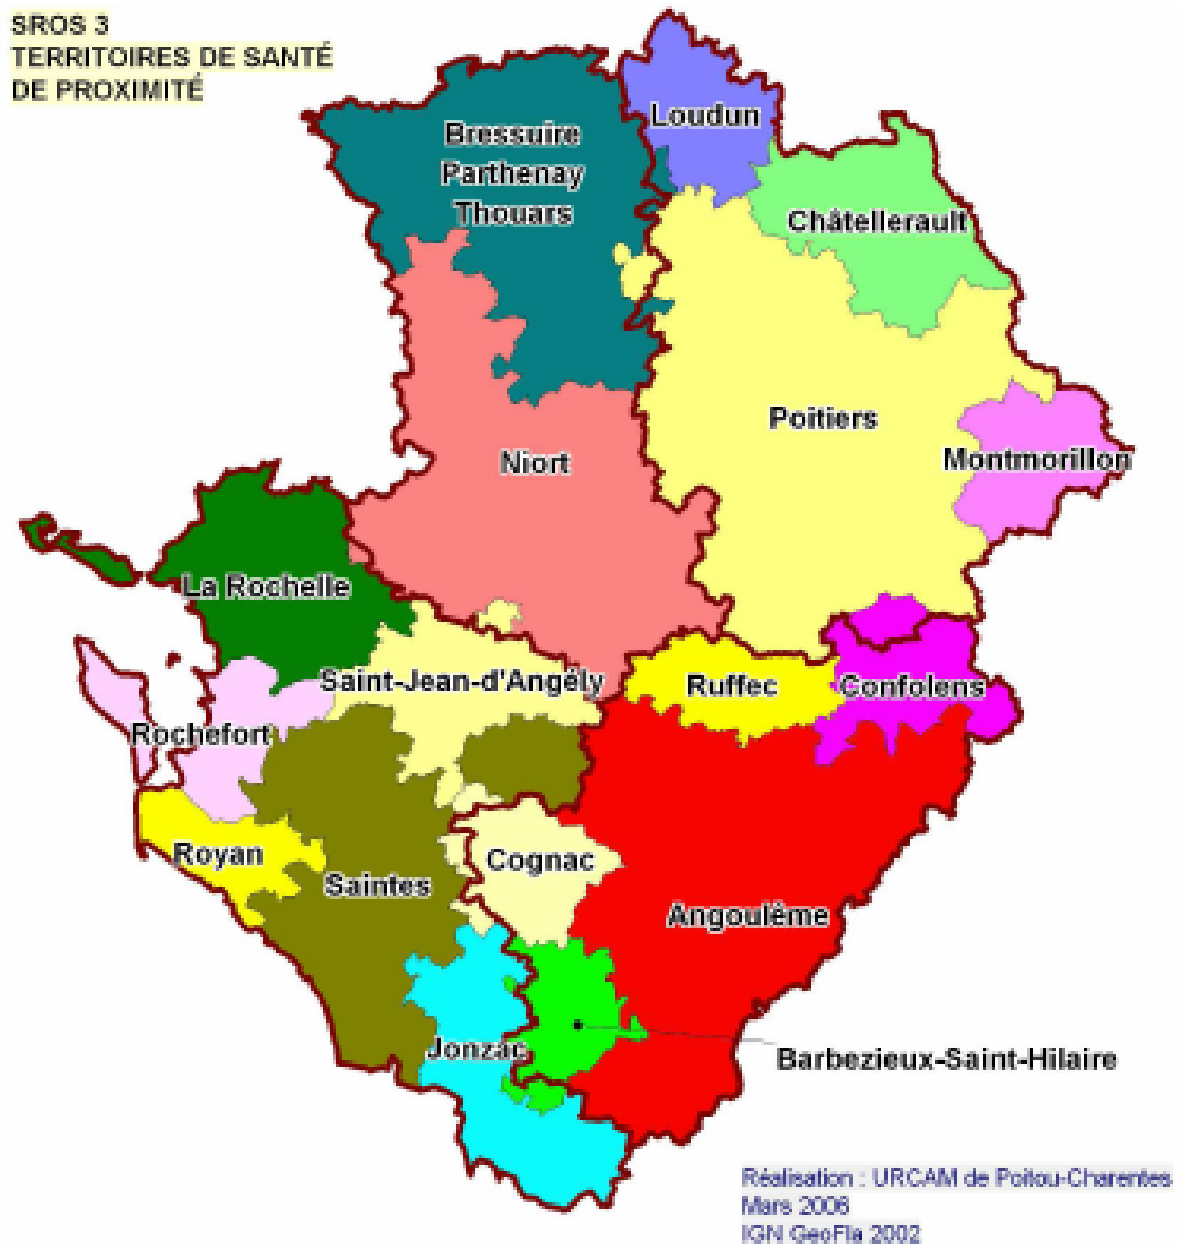 SROS 3
TERRITOIRES DE SANTÉ
DE PROXIMITÉ
Loudun
Bressuire
Parthenay
Thouars
Châtellerault
Poitiers
Niort
Montmorillon
La Rochelle
Saint-Jean-d'Angély
Ruffec
Confolens
Rochefort
Royan
Cognac
Saintes
Angoulême
Jonzac
Barbezieux-Saint-Hilaire
Réalisation : URCAM de Poitou-Charentes
Mars 2006
IGN GeoFla 2002